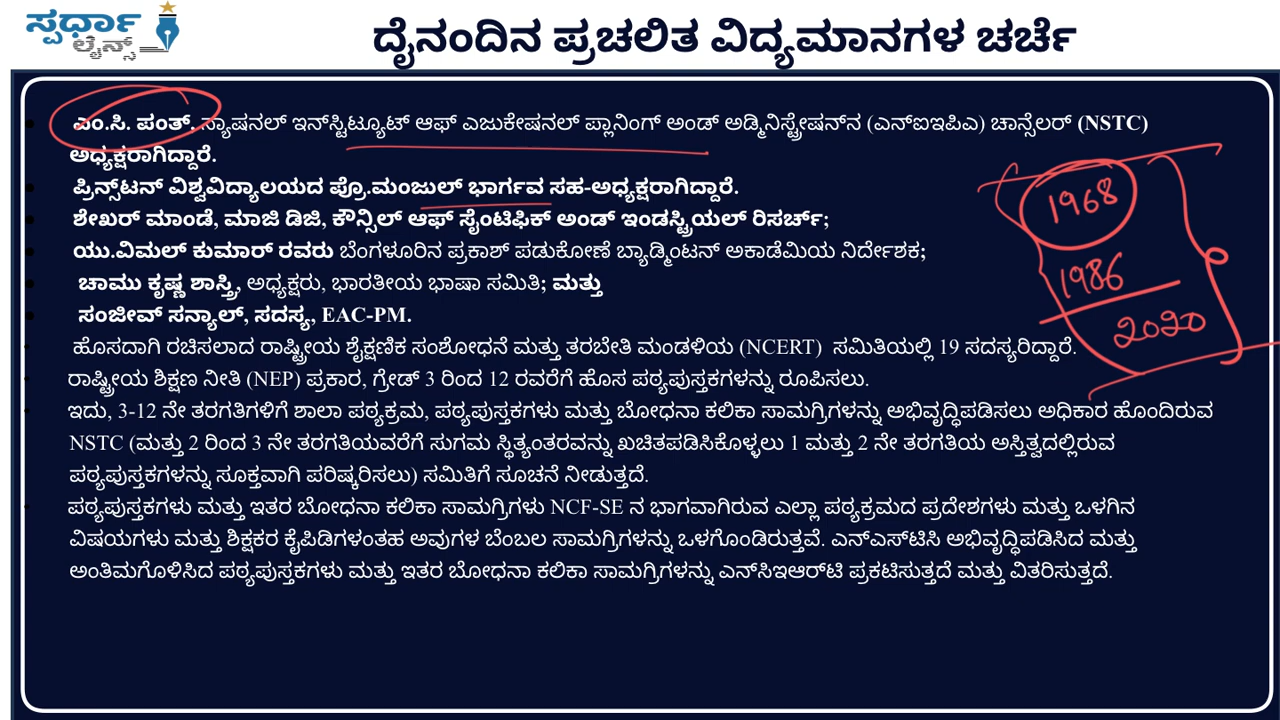 ಸ್ಪರ್ಧಾ
ಲೈನ್ಸ್
ದೈನಂದಿನ ಪ್ರಚಲಿತ ವಿದ್ಯಮಾನಗಳ ಚರ್ಚೆ
ಎಂ.ಸಿ. ಪಂತ್, ನ್ಯಾಷನಲ್ ಇನ್‌ಸ್ಟಿಟ್ಯೂಟ್ ಆಫ್ ಎಜುಕೇಷನಲ್ ಪ್ಲಾನಿಂಗ್ ಅಂಡ್ ಅಡ್ಮಿನಿಸ್ಟ್ರೇಷನ್‌ನ (ಎನ್‌ಐಇಪಿಎ) ಚಾನ್ಸೆಲರ್ (NSTC)
ಅಧ್ಯಕ್ಷರಾಗಿದ್ದಾರೆ.
ಪ್ರಿನ್ಸ್‌ಟನ್ ವಿಶ್ವವಿದ್ಯಾಲಯದ ಪ್ರೊ.ಮಂಜುಲ್ ಭಾರ್ಗವ ಸಹ-ಅಧ್ಯಕ್ಷರಾಗಿದ್ದಾರೆ.
1968
ಶೇಖರ್ ಮಾಂಡೆ, ಮಾಜಿ ಡಿಜಿ, ಕೌನ್ಸಿಲ್ ಆಫ್ ಸೈಂಟಿಫಿಕ್ ಅಂಡ್ ಇಂಡಸ್ಟ್ರಿಯಲ್ ರಿಸರ್ಚ್;
ಯು.ವಿಮಲ್ ಕುಮಾರ್ ರವರು ಬೆಂಗಳೂರಿನ ಪ್ರಕಾಶ್ ಪಡುಕೋಣೆ ಬ್ಯಾಡ್ಮಿಂಟನ್ ಅಕಾಡೆಮಿಯ ನಿರ್ದೇಶಕ;
1986
ಚಾಮು ಕೃಷ್ಣ ಶಾಸ್ತ್ರಿ, ಅಧ್ಯಕ್ಷರು, ಭಾರತೀಯ ಭಾಷಾ ಸಮಿತಿ; ಮತ್ತು
ಸಂಜೀವ್ ಸನ್ಯಾಲ್, ಸದಸ್ಯ, EAC-PM.
2020
ಹೊಸದಾಗಿ ರಚಿಸಲಾದ ರಾಷ್ಟ್ರೀಯ ಶೈಕ್ಷಣಿಕ ಸಂಶೋಧನೆ ಮತ್ತು ತರಬೇತಿ ಮಂಡಳಿಯ (NCERT) ಸಮಿತಿಯಲ್ಲಿ 19 ಸದಸ್ಯರಿದ್ದಾರೆ.
ರಾಷ್ಟ್ರೀಯ ಶಿಕ್ಷಣ ನೀತಿ (NEP) ಪ್ರಕಾರ, ಗ್ರೇಡ್ 3 ರಿಂದ 12 ರವರೆಗೆ ಹೊಸ ಪಠ್ಯಪುಸ್ತಕಗಳನ್ನು ರೂಪಿಸಲು.
ಇದು, 3-12 ನೇ ತರಗತಿಗಳಿಗೆ ಶಾಲಾ ಪಠ್ಯಕ್ರಮ, ಪಠ್ಯಪುಸ್ತಕಗಳು ಮತ್ತು ಬೋಧನಾ ಕಲಿಕಾ ಸಾಮಗ್ರಿಗಳನ್ನು ಅಭಿವೃದ್ಧಿಪಡಿಸಲು ಅಧಿಕಾರ ಹೊಂದಿರುವ
NSTC (ಮತ್ತು 2 ರಿಂದ 3 ನೇ ತರಗತಿಯವರೆಗೆ ಸುಗಮ ಸ್ಥಿತ್ಯಂತರವನ್ನು ಖಚಿತಪಡಿಸಿಕೊಳ್ಳಲು 1 ಮತ್ತು 2 ನೇ ತರಗತಿಯ ಅಸ್ತಿತ್ವದಲ್ಲಿರುವ
ಪಠ್ಯಪುಸ್ತಕಗಳನ್ನು ಸೂಕ್ತವಾಗಿ ಪರಿಷ್ಕರಿಸಲು) ಸಮಿತಿಗೆ ಸೂಚನೆ ನೀಡುತ್ತದೆ.
ಪಠ್ಯಪುಸ್ತಕಗಳು ಮತ್ತು ಇತರ ಬೋಧನಾ ಕಲಿಕಾ ಸಾಮಗ್ರಿಗಳು NCF-SE ನ ಭಾಗವಾಗಿರುವ ಎಲ್ಲಾ ಪಠ್ಯಕ್ರಮದ ಪ್ರದೇಶಗಳು ಮತ್ತು ಒಳಗಿನ
ವಿಷಯಗಳು ಮತ್ತು ಶಿಕ್ಷಕರ ಕೈಪಿಡಿಗಳಂತಹ ಅವುಗಳ ಬೆಂಬಲ ಸಾಮಗ್ರಿಗಳನ್ನು ಒಳಗೊಂಡಿರುತ್ತವೆ. ಎನ್‌ಎಸ್‌ಟಿಸಿ ಅಭಿವೃದ್ಧಿಪಡಿಸಿದ ಮತ್ತು
ಅಂತಿಮಗೊಳಿಸಿದ ಪಠ್ಯಪುಸ್ತಕಗಳು ಮತ್ತು ಇತರ ಬೋಧನಾ ಕಲಿಕಾ ಸಾಮಗ್ರಿಗಳನ್ನು ಎನ್‌ಸಿಇಆರ್‌ಟಿ ಪ್ರಕಟಿಸುತ್ತದೆ ಮತ್ತು ವಿತರಿಸುತ್ತದೆ.